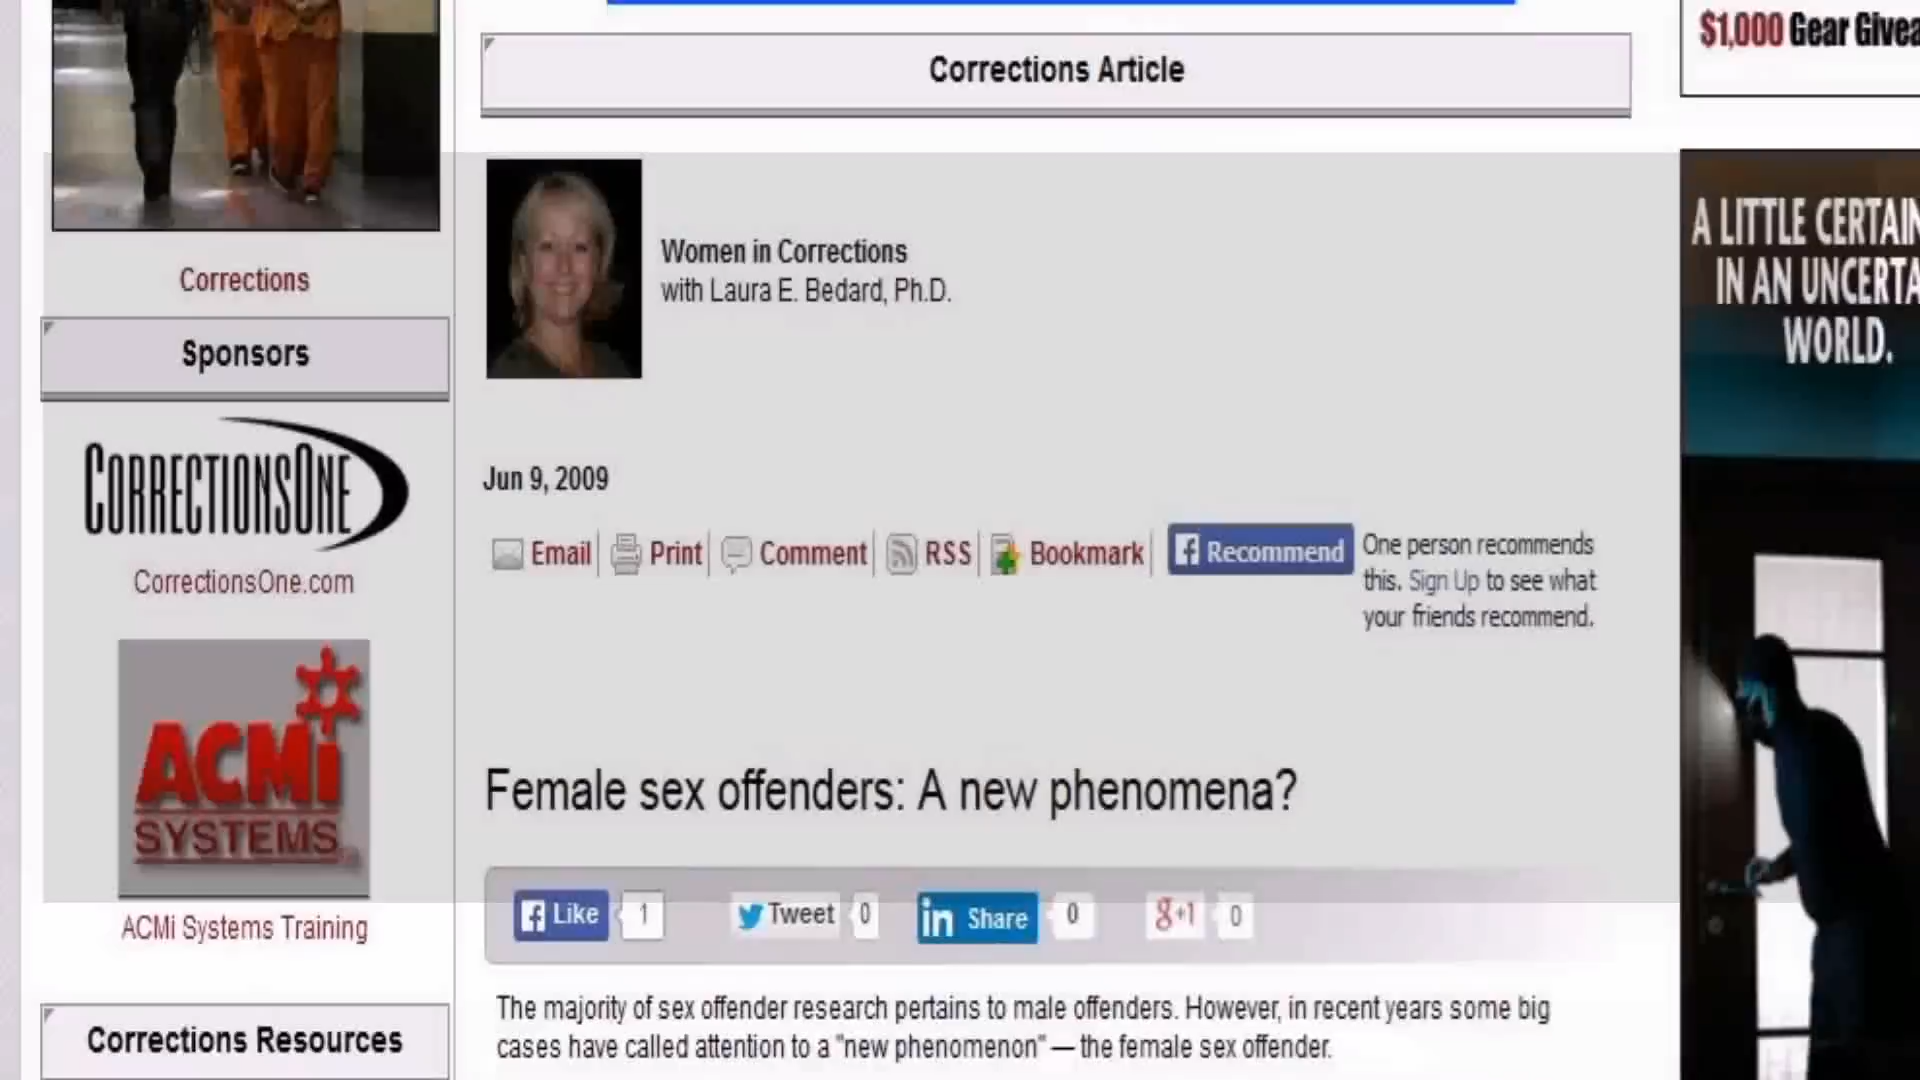 $1,000 Gear
Corrections Article
Women in Corrections
with Laura E. Bedard, Ph.D.
Corrections
Sponsors
CORRECTIONSONE
CorrectionsOne.com
Jun 9, 2009
Email Print Comment RSS Bookmark Recommend One person recommends
this. Sign Up to see what
your friends recommend.
ACMi
SYSTEMS
ACMi Systems Training
Female sex offenders: A new phenomena?
Like 1 Tweet 0 in Share 0 g+1 0
The majority of sex offender research pertains to male offenders. However, in recent years some big
cases have called attention to a "new phenomenon" — the female sex offender.
Corrections Resources
A LITTLE
IN AN
WORLD.